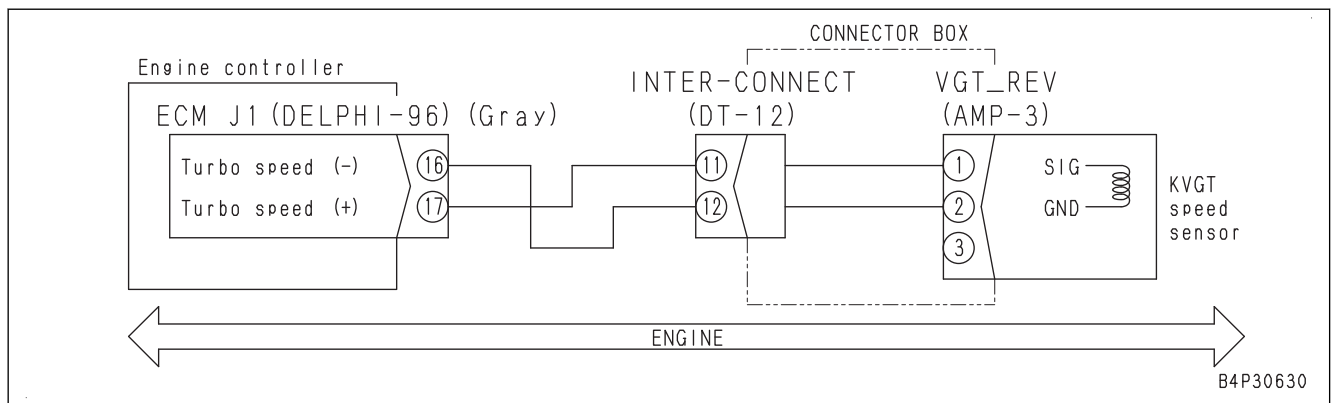 CONNECTOR BOX
Engine controller
INTER-CONNECT
(DT-12)
VGT_REV
(AMP-3)
ECM J1 (DELPHI-96) (Gray)
Turbo speed (-)
16
11
1
SIG
Turbo speed (+)
17
12
2
GND
3
KVGT
speed
sensor
ENGINE
B4P30630